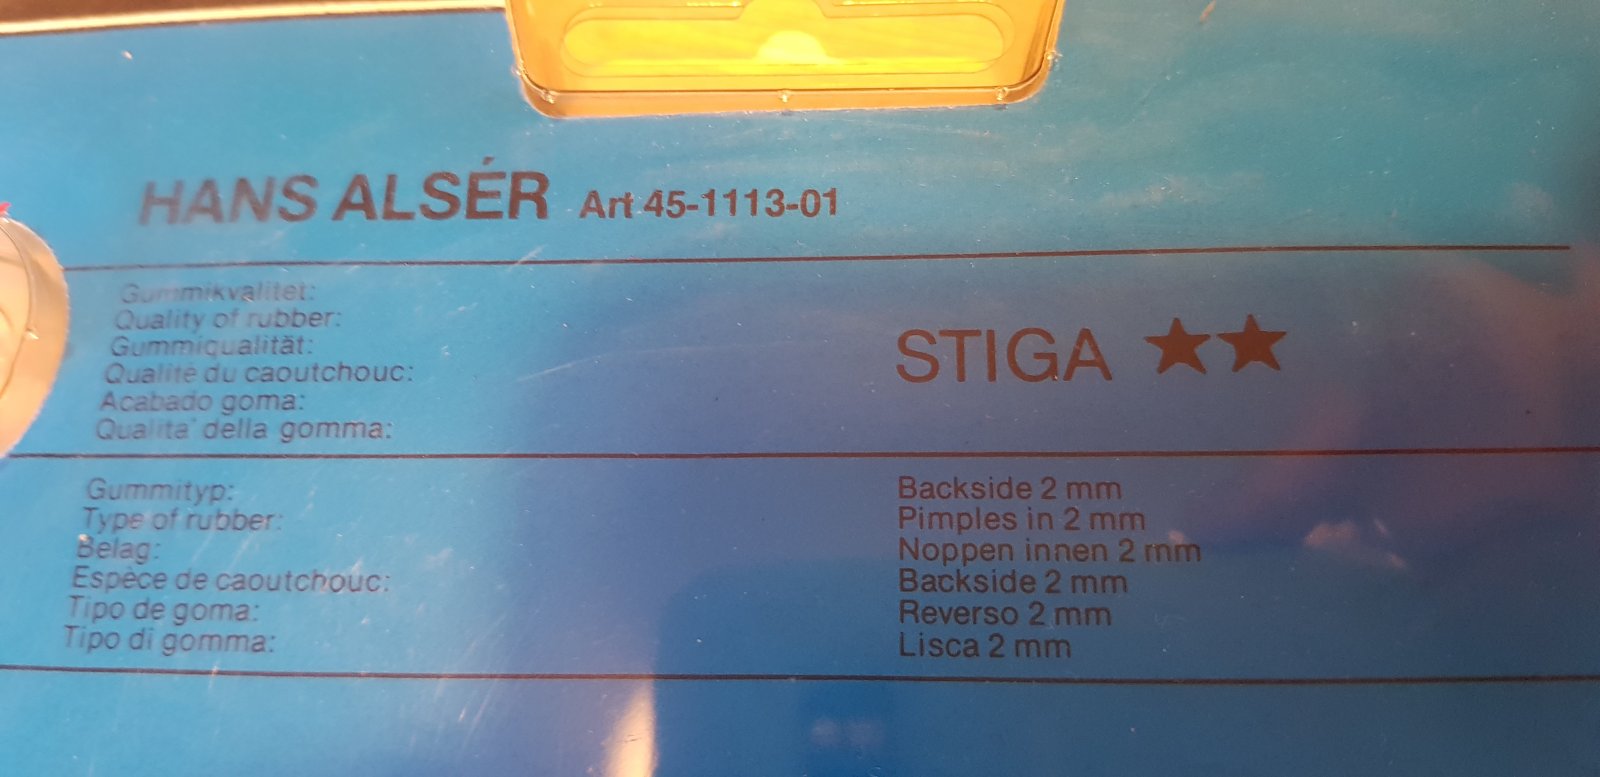 HANS ALSÉR Art 45-1113-01
Gummikvalitet:
Quality of rubber:
Gummiqualität:
Qualité du caoutchouc:
Acabado goma:
Qualita' della gomma:
STIGA ★★
Gummityp:
Type of rubber:
Belag:
Espèce de caoutchouc:
Tipo de goma:
Tipo di gomma:
Backside 2 mm
Pimples in 2 mm
Noppen innen 2 mm
Backside 2 mm
Reverso 2 mm
Lisca 2 mm